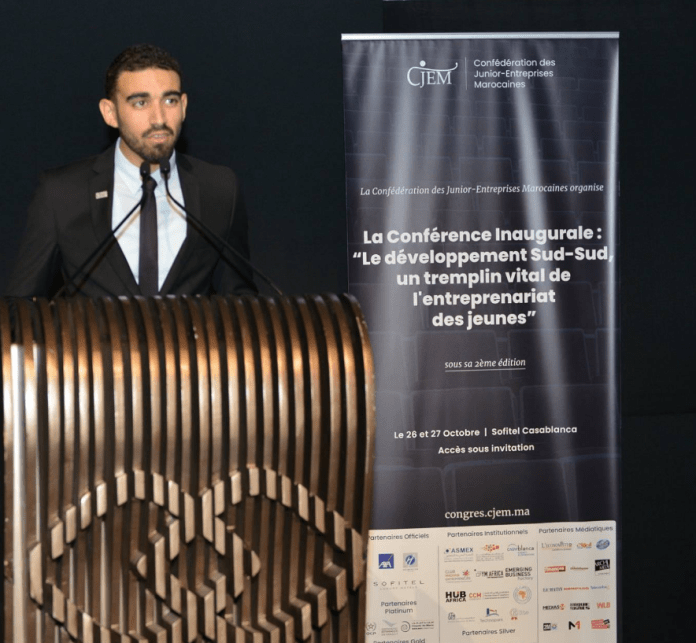 CJEM
Confédération des
Junior-Entreprises
Marocaines
La Confédération des Junior-Entreprises Marocaines organise
La Conférence Inaugurale :
“Le développement Sud-Sud,
un tremplin vital de
l'entreprenariat
des jeunes”
sous sa 2ème édition
Le 26 et 27 Octobre | Sofitel Casablanca
Accès sous invitation
congres.cjem.ma
Partenaires Officiels
Partenaires Institutionnels
Partenaires Médiatiques
AXA
ASMEX
SOFITEL
EMERGING
BUSINESS
HUB
AFRICA
CCM
Partenaires
Platinum
Partenaires Gold
Partenaires Silver